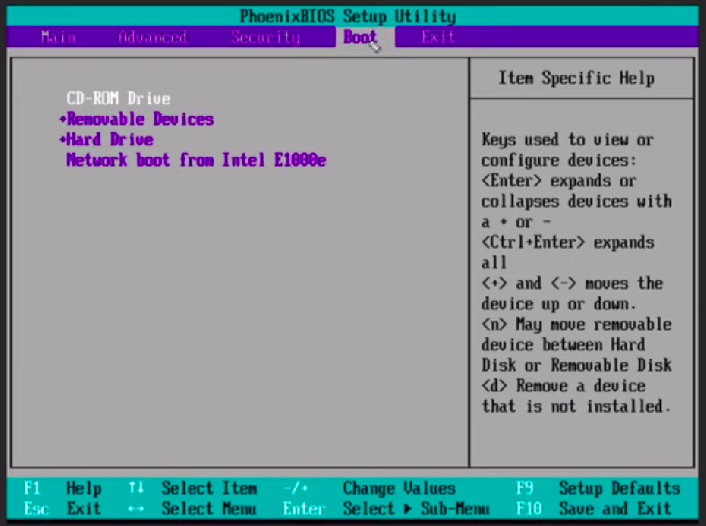 PhoenixBIOS Setup Utility
Main Advanced Security Boot Exit
CD-ROM Drive
+Removable Devices
+Hard Drive
Network boot from Intel E1000e
Item Specific Help
Keys used to view or
configure devices:
<Enter> expands or
collapses devices with
a + or -
<Ctrl+Enter> expands
all
<+> and <-> moves the
device up or down.
<n> May move removable
device between Hard
Disk or Removable Disk
<d> Remove a device
that is not installed.
F1 Help ↑↓ Select Item -/+ Change Values F9 Setup Defaults
Esc Exit ↔ Select Menu Enter Select ▶ Sub-Menu F10 Save and Exit